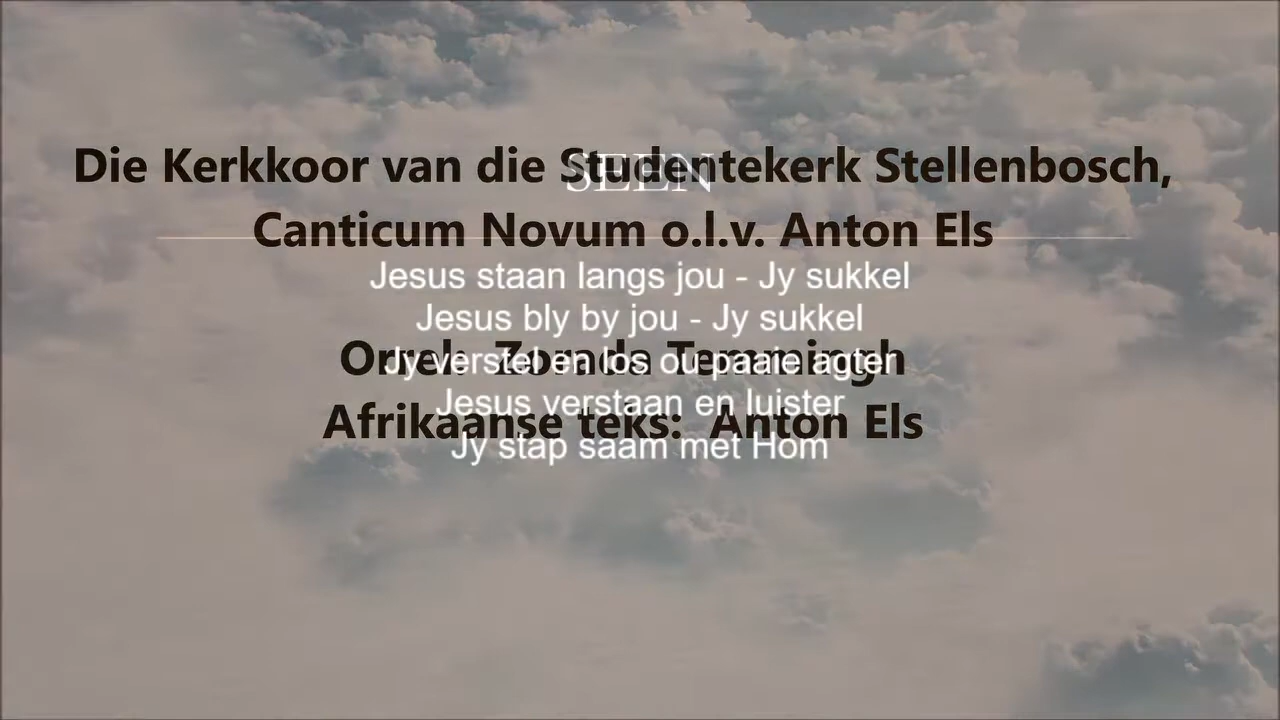 Die Kerkkoor van die Studentekerk Stellenbosch,
SEEN
Canticum Novum o.l.v. Anton Els
Jesus staan langs jou - Jy sukkel
Jesus bly by jou - Jy sukkel
Orrel: Zorada Temmingh
Jy verstel en los ou paaie agter
Jesus verstaan en luister
Afrikaanse teks: Anton Els
Jy stap saam met Hom